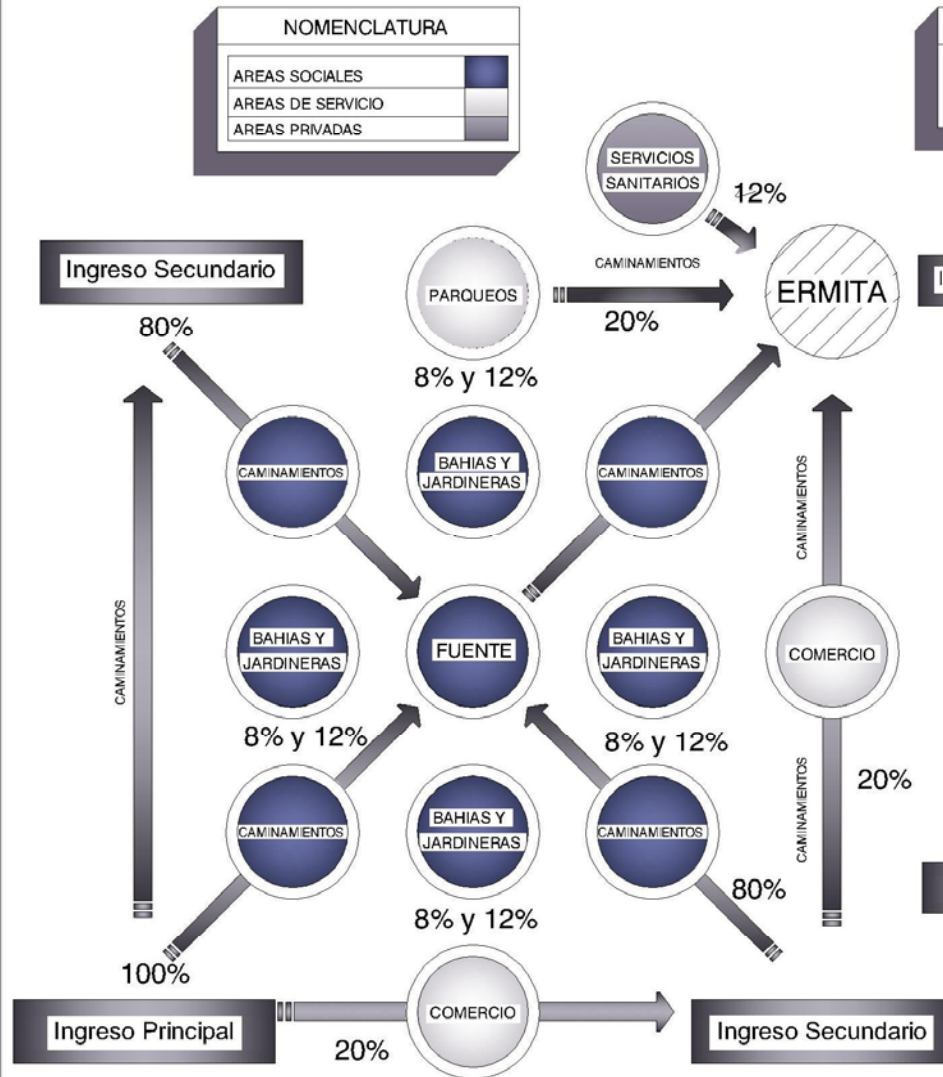 NOMENCLATURA
AREAS SOCIALES
AREAS DE SERVICIO
AREAS PRIVADAS
SERVICIOS
SANITARIOS
12%
Ingreso Secundario
80%
PARQUEOS
CAMINAMIENTOS
20%
ERMITA
8% y 12%
CAMINAMIENTOS
BAHIAS Y
JARDINERAS
CAMINAMIENTOS
CAMINAMIENTOS
CAMINAMIENTOS
BAHIAS Y
JARDINERAS
FUENTE
BAHIAS Y
JARDINERAS
COMERCIO
8% y 12%
8% y 12%
CAMINAMIENTOS
20%
CAMINAMIENTOS
BAHIAS Y
JARDINERAS
CAMINAMIENTOS
80%
8% y 12%
100%
Ingreso Principal
20%
COMERCIO
Ingreso Secundario